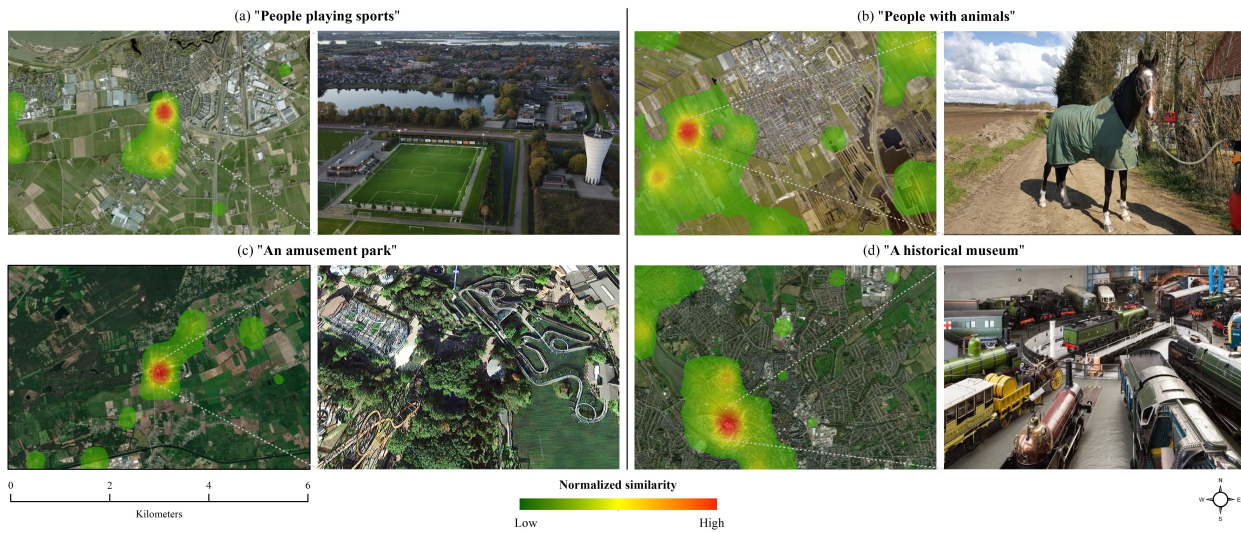 (a) "People playing sports"
(b) "People with animals"
(c) "An amusement park"
(d) "A historical museum"
0 2 4 6
Kilometers
Normalized similarity
Low High
N
W E
S